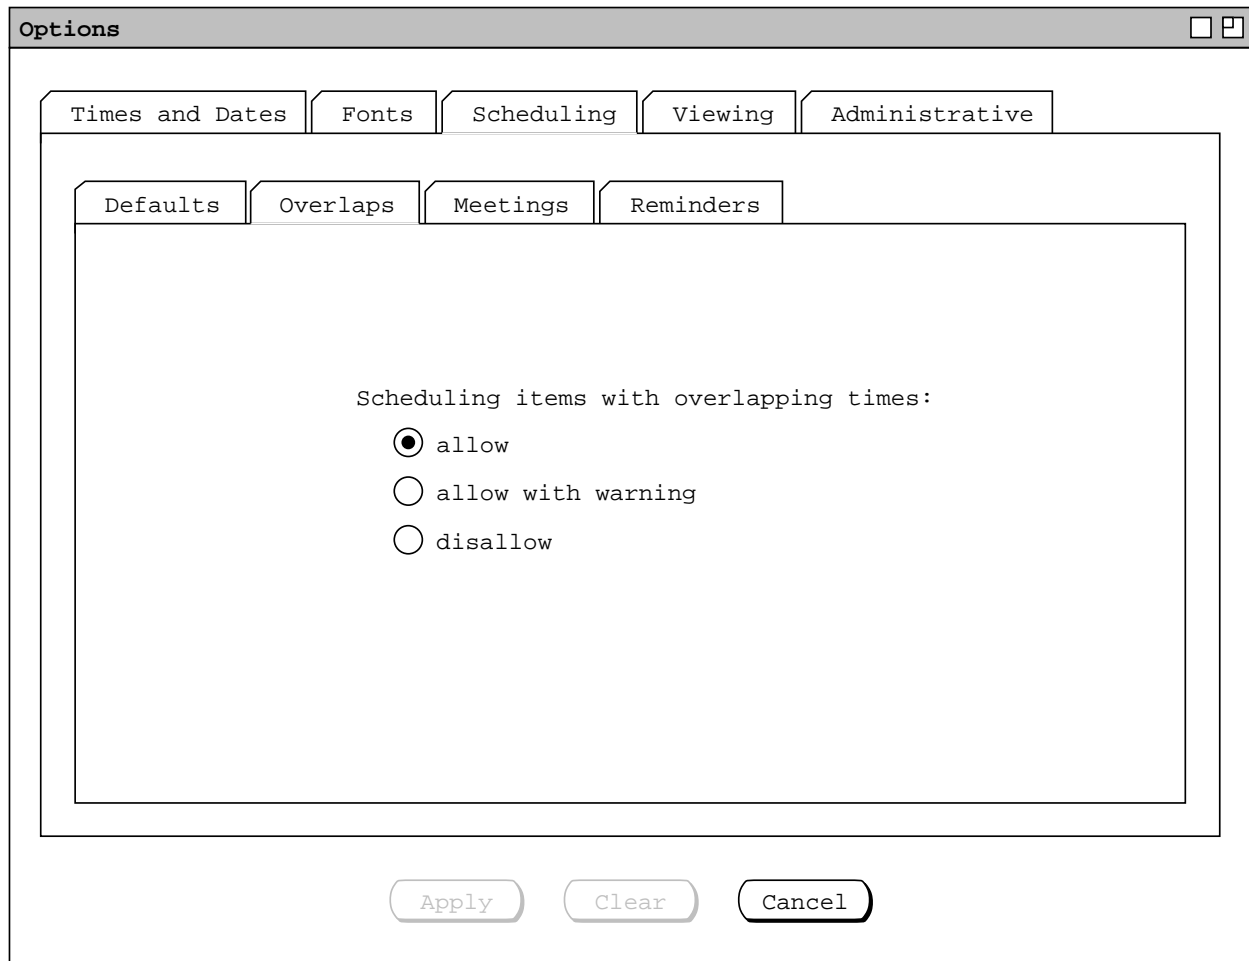 Options
Times and Dates Fonts Scheduling Viewing Administrative
Defaults Overlaps Meetings Reminders
Scheduling items with overlapping times:
allow
allow with warning
disallow
Apply Clear Cancel